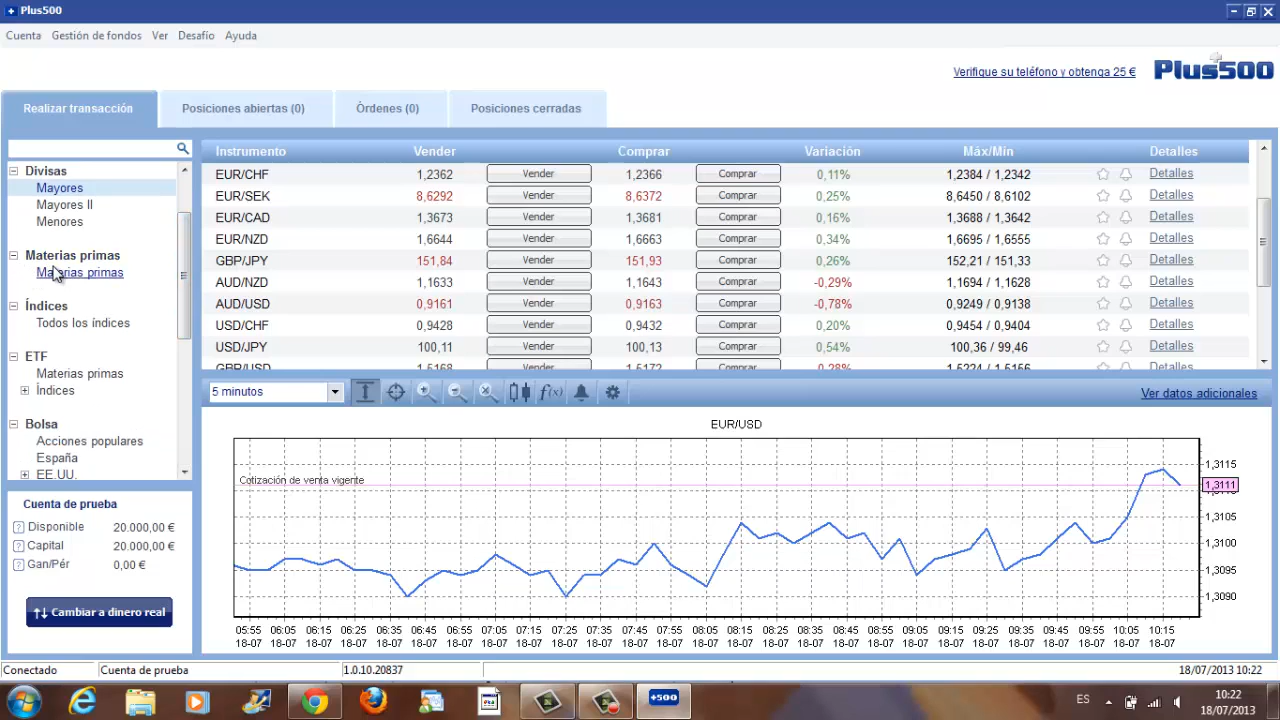 Plus500
Cuenta Gestión de fondos Ver Desafío Ayuda
Verifique su teléfono y obtenga 25 € Plus500
Realizar transacción Posiciones abiertas (0) Órdenes (0) Posiciones cerradas
Instrumento Vender Comprar Variación Máx/Mín Detalles
EUR/CHF 1,2362 Vender 1,2366 Comprar 0,11% 1,2384 / 1,2342 Detalles
EUR/SEK 8,6292 Vender 8,6372 Comprar 0,25% 8,6450 / 8,6102 Detalles
EUR/CAD 1,3673 Vender 1,3681 Comprar 0,16% 1,3688 / 1,3642 Detalles
EUR/NZD 1,6644 Vender 1,6663 Comprar 0,34% 1,6695 / 1,6555 Detalles
GBP/JPY 151,84 Vender 151,93 Comprar 0,26% 152,21 / 151,33 Detalles
AUD/NZD 1,1633 Vender 1,1643 Comprar -0,29% 1,1694 / 1,1628 Detalles
AUD/USD 0,9161 Vender 0,9163 Comprar -0,78% 0,9249 / 0,9138 Detalles
USD/CHF 0,9428 Vender 0,9432 Comprar 0,20% 0,9454 / 0,9404 Detalles
USD/JPY 100,11 Vender 100,13 Comprar 0,54% 100,36 / 99,46 Detalles
GBP/USD 1,5168 Vender 1,5172 Comprar -0,28% 1,5224 / 1,5166 Detalles
Divisas
Mayores
Mayores II
Menores
Materias primas
Materias primas
Índices
Todos los índices
ETF
Materias primas
Índices
Bolsa
Acciones populares
España
EE.UU.
Cuenta de prueba
Disponible 20.000,00 €
Capital 20.000,00 €
Gan/Pér 0,00 €
Cambiar a dinero real
5 minutos f(x) Ver datos adicionales
EUR/USD
Cotización de venta vigente
1,3115
1,3111
1,3105
1,3100
1,3095
1,3090
05:55 06:05 06:15 06:25 06:35 06:45 06:55 07:05 07:15 07:25 07:35 07:45 07:55 08:05 08:15 08:25 08:35 08:45 08:55 09:05 09:15 09:25 09:35 09:45 09:55 10:05 10:15
18-07 18-07 18-07 18-07 18-07 18-07 18-07 18-07 18-07 18-07 18-07 18-07 18-07 18-07 18-07 18-07 18-07 18-07 18-07 18-07 18-07 18-07 18-07 18-07 18-07 18-07 18-07
Conectado Cuenta de prueba 1.0.10.20837 18/07/2013 10:22
+500 ES 10:22
18/07/2013